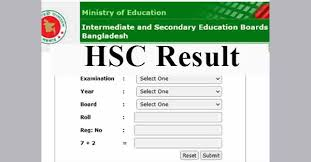 Ministry of Education
Intermediate and Secondary Education Boards
Bangladesh
HSC Result
Examination : Select One
Year : Select One
Board : Select One
Roll :
Reg: No :
7 + 2 =
Reset Submit